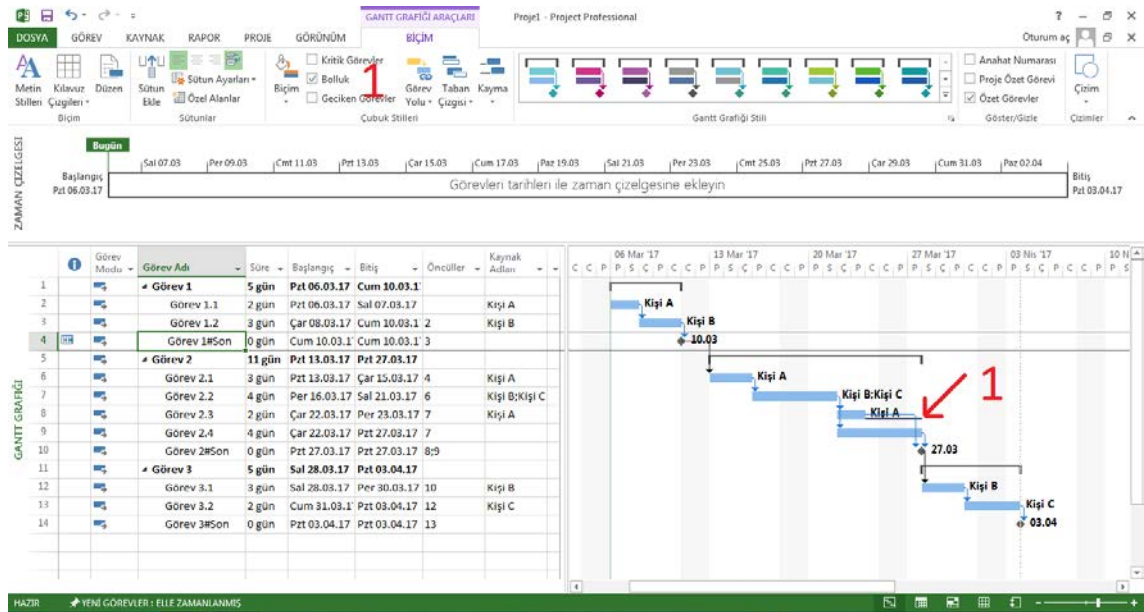 GANTT GRAFİĞİ ARAÇLARI Proje1 - Project Professional
DOSYA GÖREV KAYNAK RAPOR PROJE GÖRÜNÜM BİÇİM Oturum aç
Kritik Görevler Anahat Numarası
Bolluk Proje Özet Görevi
Geciken Görevler Özet Görevler
1
Metin Stilleri Kılavuz Çizgileri Düzen Sütun Ekle Sütun Ayarları Özel Alanlar Biçim Görev Yolu Taban Çizgisi Kayma Çizim
Biçim Sütunlar Çubuk Stilleri Gantt Grafiği Stili Göster/Gizle Çizimler
ZAMAN ÇİZELGESİ
Bugün
Sal 07.03 Per 09.03 Cmt 11.03 Pzt 13.03 Çar 15.03 Cum 17.03 Paz 19.03 Sal 21.03 Per 23.03 Cmt 25.03 Pzt 27.03 Çar 29.03 Cum 31.03 Paz 02.04
Başlangıç Pzt 06.03.17
Görevleri tarihleri ile zaman çizelgesine ekleyin
Bitiş Pzt 03.04.17
GANTT GRAFİĞİ
Görev Modu Görev Adı Süre Başlangıç Bitiş Öncüller Kaynak Adları
1 Görev 1 5 gün Pzt 06.03.17 Cum 10.03.1
2 Görev 1.1 2 gün Pzt 06.03.17 Sal 07.03.17 Kişi A
3 Görev 1.2 3 gün Çar 08.03.17 Cum 10.03.1 2 Kişi B
4 Görev 1#Son 0 gün Cum 10.03.1 Cum 10.03.1 3
5 Görev 2 11 gün Pzt 13.03.17 Pzt 27.03.17
6 Görev 2.1 3 gün Pzt 13.03.17 Çar 15.03.17 4 Kişi A
7 Görev 2.2 4 gün Per 16.03.17 Sal 21.03.17 6 Kişi B;Kişi C
8 Görev 2.3 2 gün Çar 22.03.17 Per 23.03.17 7 Kişi A
9 Görev 2.4 4 gün Çar 22.03.17 Pzt 27.03.17 7
10 Görev 2#Son 0 gün Pzt 27.03.17 Pzt 27.03.17 8;9
11 Görev 3 5 gün Sal 28.03.17 Pzt 03.04.17
12 Görev 3.1 3 gün Sal 28.03.17 Per 30.03.17 10 Kişi B
13 Görev 3.2 2 gün Cum 31.03.1 Pzt 03.04.17 12 Kişi C
14 Görev 3#Son 0 gün Pzt 03.04.17 Pzt 03.04.17 13
06 Mar '17 13 Mar '17 20 Mar '17 27 Mar '17 03 Nis '17 10 N
C C P P S Ç P C C P P S Ç P C C P P S Ç P C C P P S Ç P C C P P S Ç P C C P P S
Kişi A
Kişi B
10.03
Kişi A
Kişi B;Kişi C
1
Kişi A
27.03
Kişi B
Kişi C
03.04
HAZIR YENİ GÖREVLER : ELLE ZAMANLANMIŞ